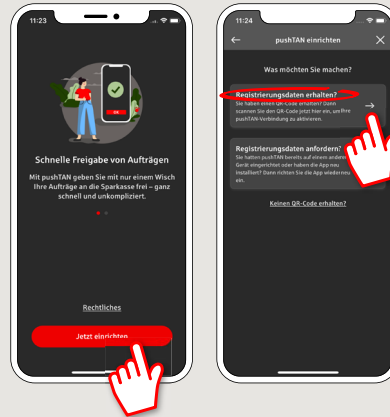 11:23
Schnelle Freigabe von Aufträgen
Mit pushTAN geben Sie mit nur einem Wisch
Ihre Aufträge an die Sparkasse frei – ganz
schnell und unkompliziert.
Rechtliches
Jetzt einrichten
11:24
pushTAN einrichten
Was möchten Sie machen?
Registrierungsdaten erhalten?
Sie haben einen QR-Code erhalten? Dann
scannen Sie den QR-Code jetzt hier ein, um Ihre
pushTAN-Verbindung zu aktivieren.
Registrierungsdaten anfordern?
Sie hatten pushTAN bereits auf einem anderen
Gerät eingerichtet oder haben die App neu
installiert? Dann richten Sie die App wieder neu
ein.
Keinen QR-Code erhalten?